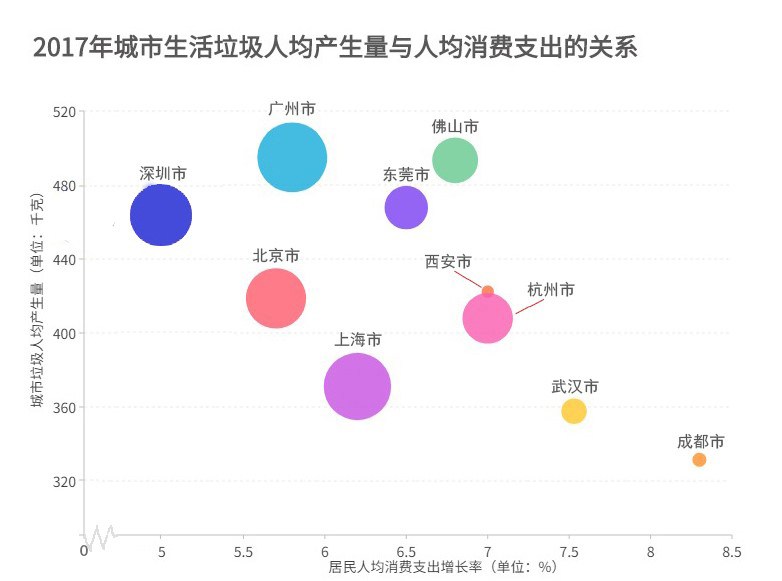 2017年城市生活垃圾人均产生量与人均消费支出的关系
520
广州市
佛山市
深圳市
东莞市
480
北京市
西安市
440
杭州市
400
上海市
武汉市
360
成都市
320
城市垃圾人均产生量（单位：千克）
0
5
5.5
6
6.5
7
7.5
8
8.5
居民人均消费支出增长率（单位：%）